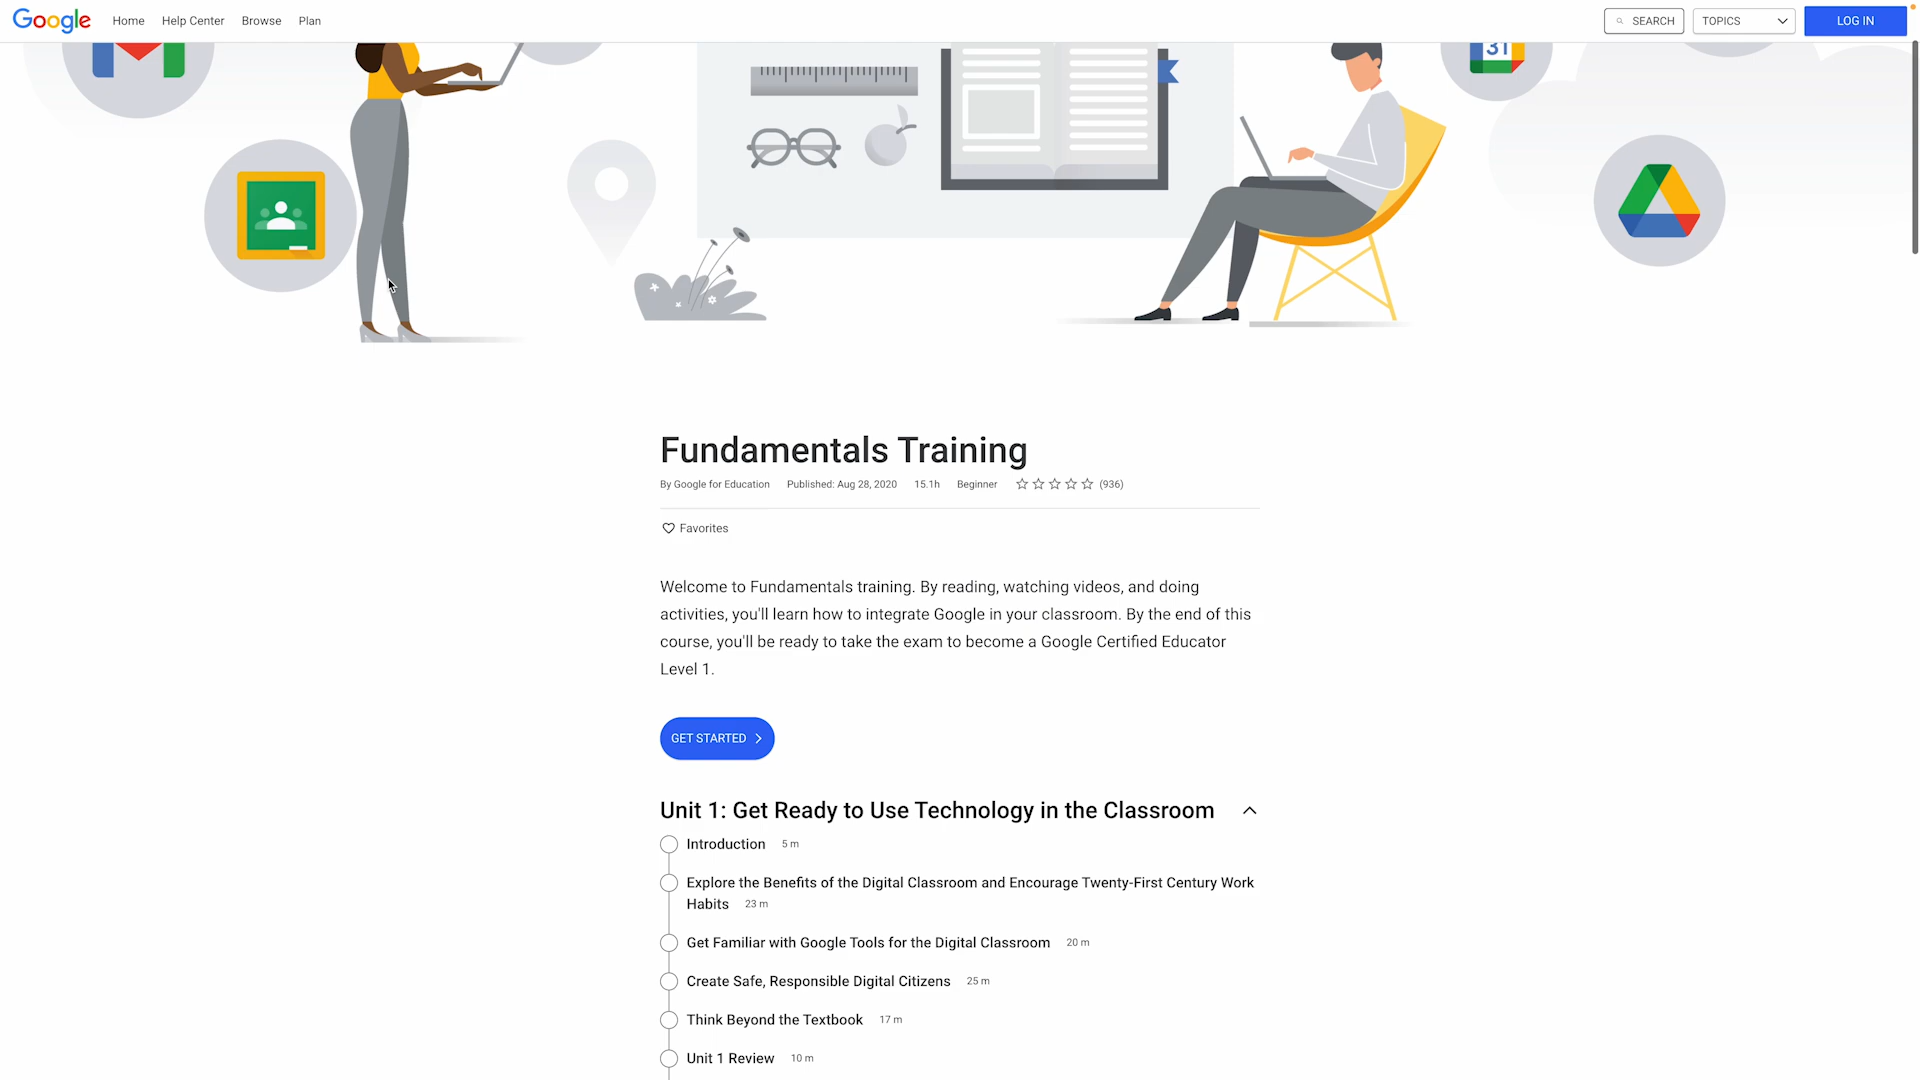 Google Home Help Center Browse Plan SEARCH TOPICS LOG IN
31
Fundamentals Training
By Google for Education Published: Aug 28, 2020 15.1h Beginner (936)
Favorites
Welcome to Fundamentals training. By reading, watching videos, and doing
activities, you'll learn how to integrate Google in your classroom. By the end of this
course, you'll be ready to take the exam to become a Google Certified Educator
Level 1.
GET STARTED
Unit 1: Get Ready to Use Technology in the Classroom
Introduction 5 m
Explore the Benefits of the Digital Classroom and Encourage Twenty-First Century Work
Habits 23 m
Get Familiar with Google Tools for the Digital Classroom 20 m
Create Safe, Responsible Digital Citizens 25 m
Think Beyond the Textbook 17 m
Unit 1 Review 10 m